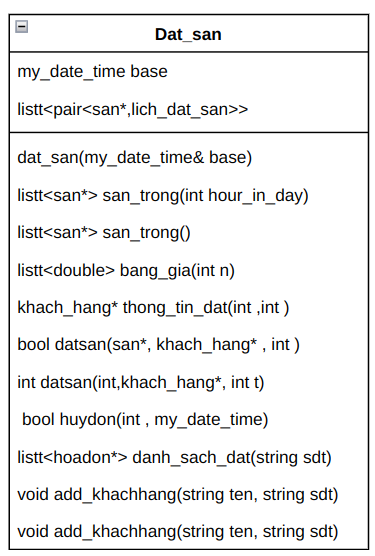 Dat_san
my_date_time base
listt<pair<san*,lich_dat_san>>
dat_san(my_date_time& base)
listt<san*> san_trong(int hour_in_day)
listt<san*> san_trong()
listt<double> bang_gia(int n)
khach_hang* thong_tin_dat(int ,int )
bool datsan(san*, khach_hang* , int )
int datsan(int,khach_hang*, int t)
bool huydon(int , my_date_time)
listt<hoadon*> danh_sach_dat(string sdt)
void add_khachhang(string ten, string sdt)
void add_khachhang(string ten, string sdt)